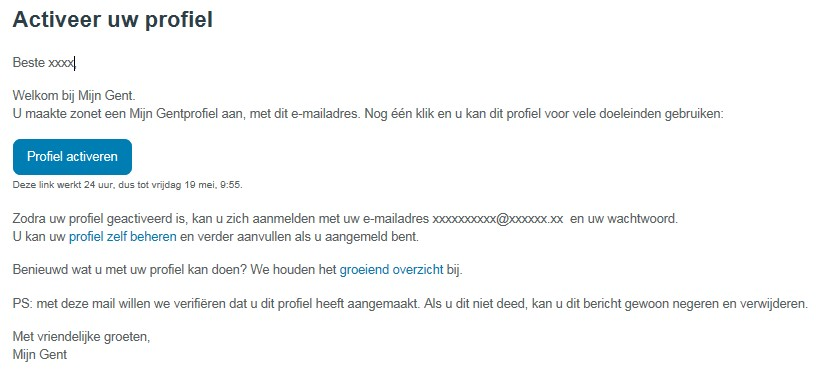 Activeer uw profiel
Beste xxxx
Welkom bij Mijn Gent.
U maakte zonet een Mijn Gentprofiel aan, met dit e-mailadres. Nog één klik en u kan dit profiel voor vele doeleinden gebruiken:
Profiel activeren
Deze link werkt 24 uur, dus tot vrijdag 19 mei, 9:55.
Zodra uw profiel geactiveerd is, kan u zich aanmelden met uw e-mailadres xxxxxxxxxx@xxxxxx.xx en uw wachtwoord.
U kan uw profiel zelf beheren en verder aanvullen als u aangemeld bent.
Benieuwd wat u met uw profiel kan doen? We houden het groeiend overzicht bij.
PS: met deze mail willen we verifiëren dat u dit profiel heeft aangemaakt. Als u dit niet deed, kan u dit bericht gewoon negeren en verwijderen.
Met vriendelijke groeten,
Mijn Gent